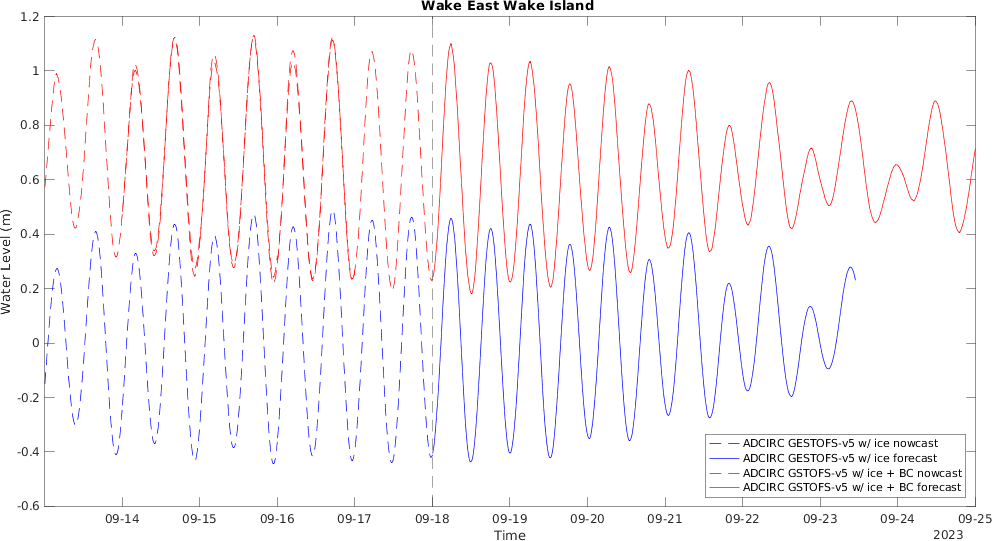 Wake East Wake Island
1.2
1
0.8
0.6
0.4
0.2
0
-0.2
-0.4
-0.6
Water Level (m)
ADCIRC GESTOFS-v5 w/ ice nowcast
ADCIRC GESTOFS-v5 w/ ice forecast
ADCIRC GSTOFS-v5 w/ ice + BC nowcast
ADCIRC GSTOFS-v5 w/ ice + BC forecast
09-14 09-15 09-16 09-17 09-18 09-19 09-20 09-21 09-22 09-23 09-24 09-25
Time
2023